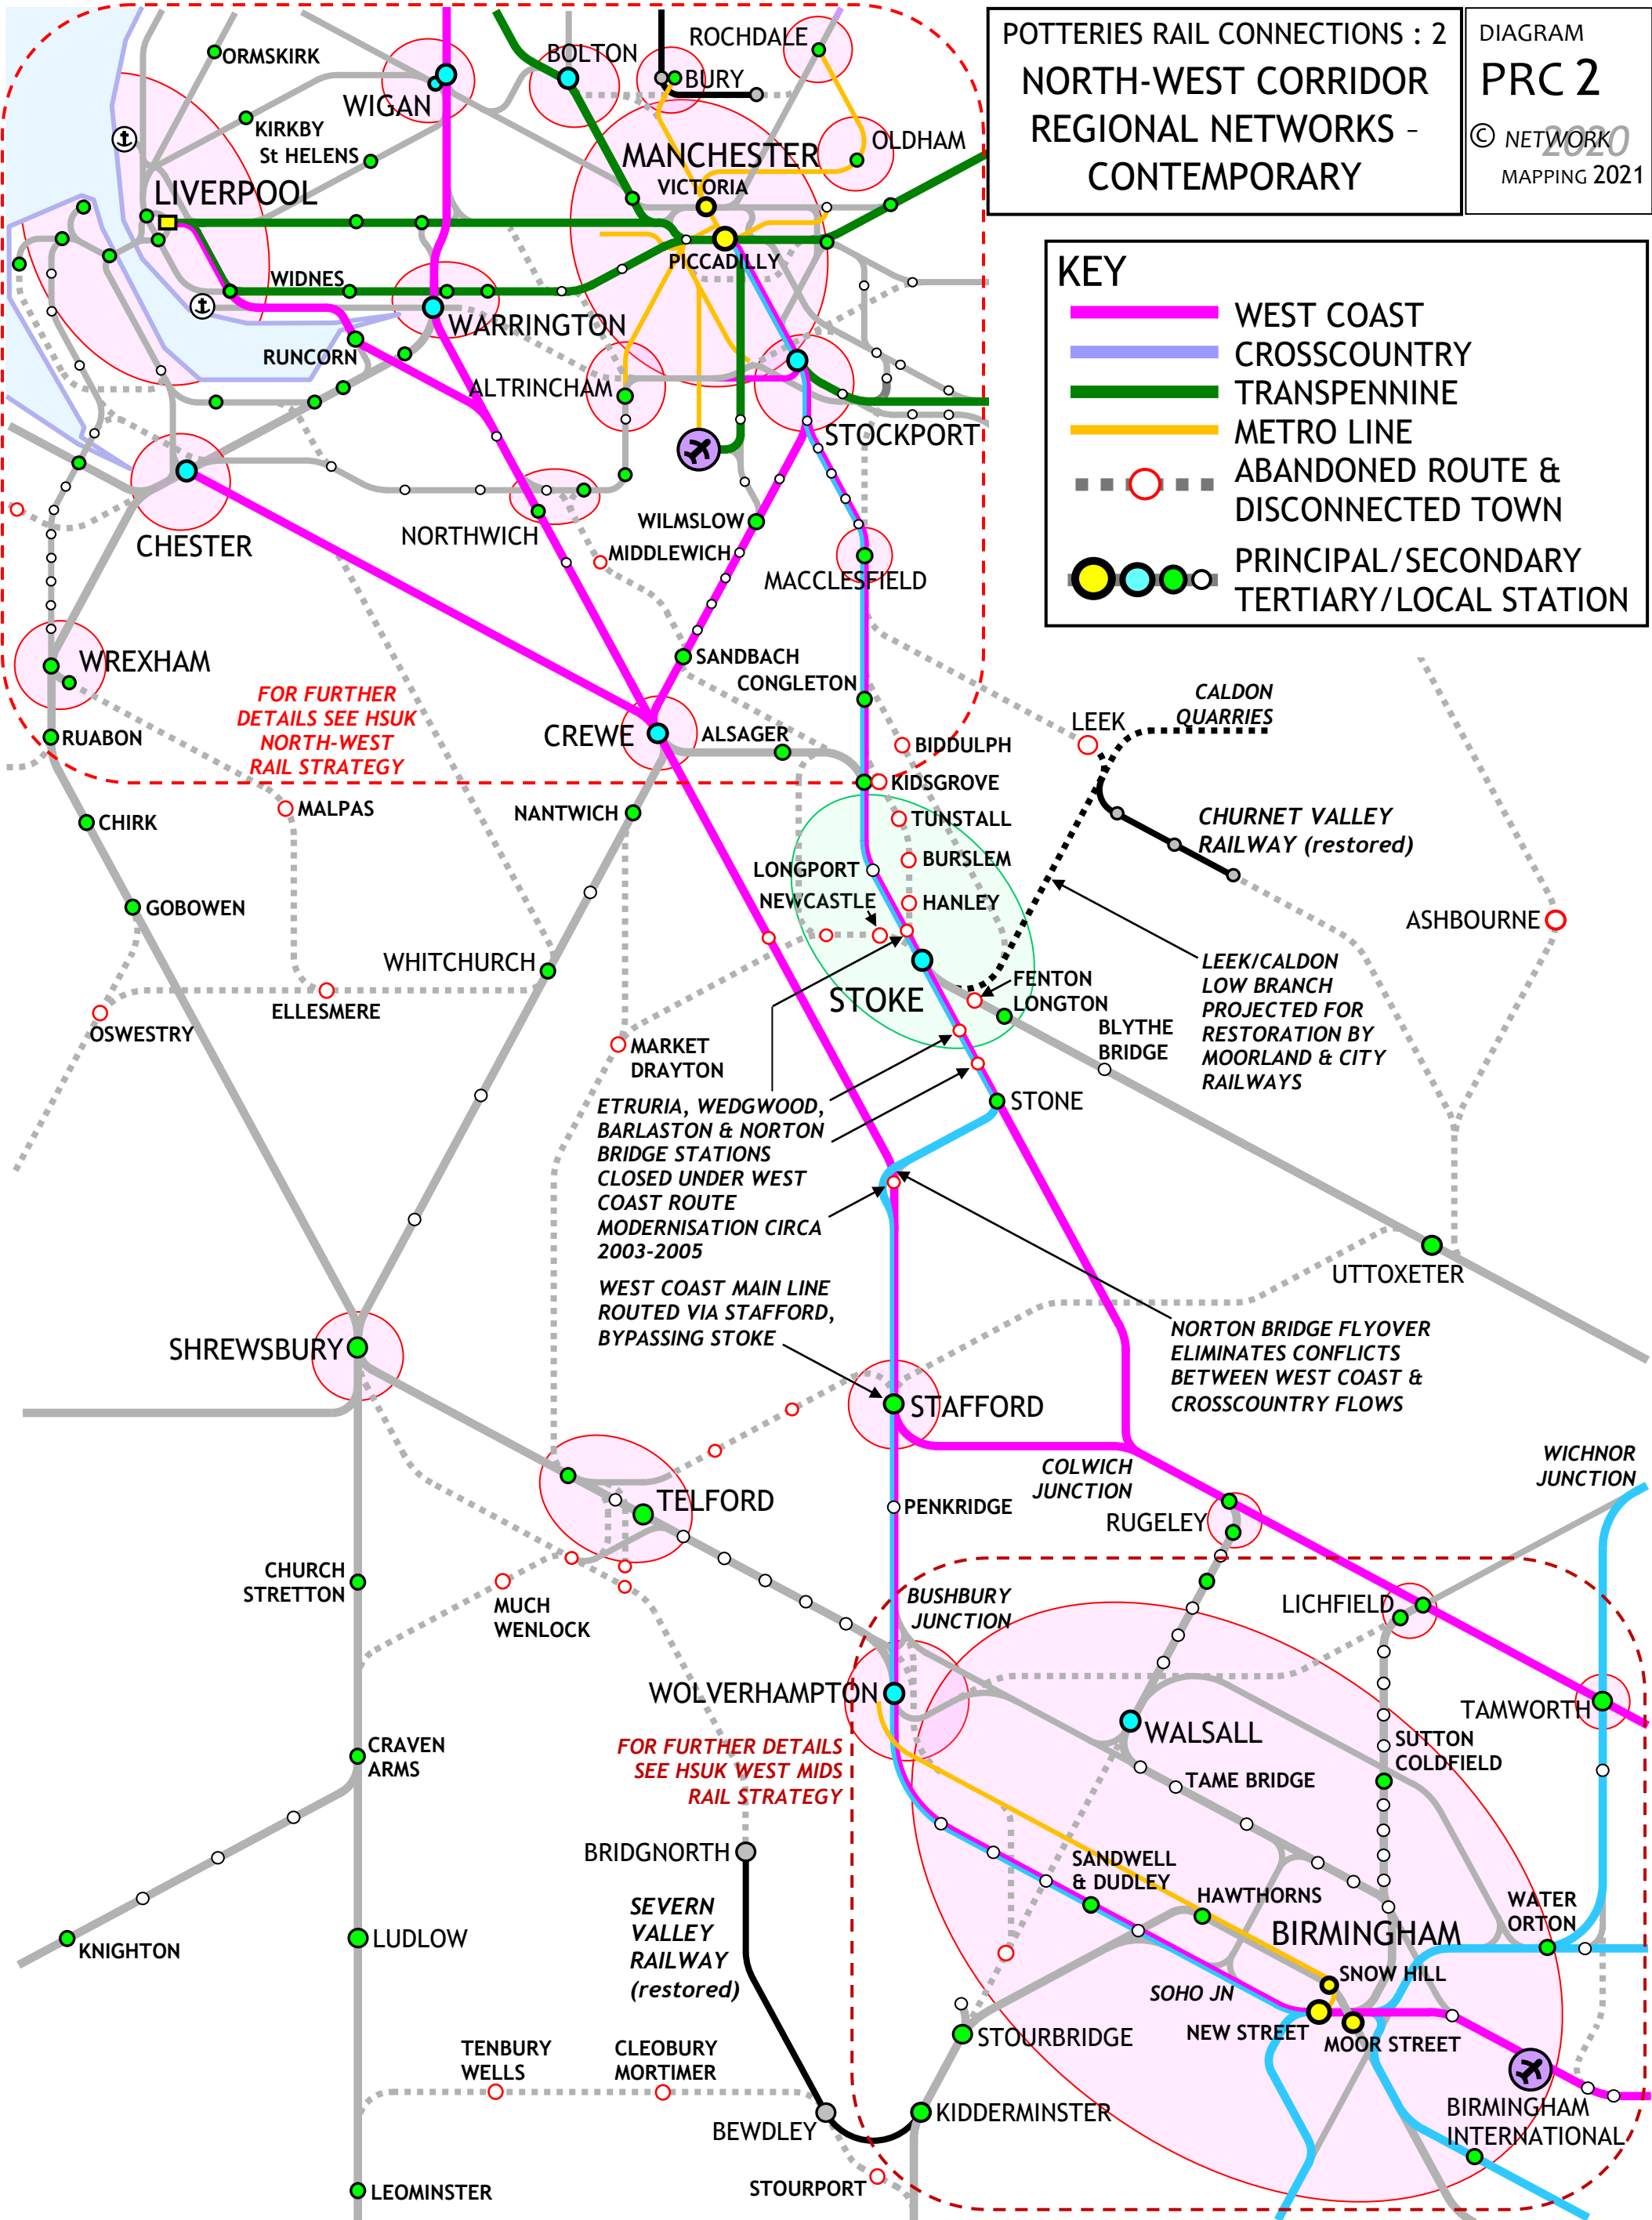 POTTERIES RAIL CONNECTIONS : 2
NORTH-WEST CORRIDOR
REGIONAL NETWORKS -
CONTEMPORARY
DIAGRAM
PRC 2
© NETWORK
2020
MAPPING 2021
KEY
WEST COAST
CROSSCOUNTRY
TRANSPENNINE
METRO LINE
ABANDONED ROUTE &
DISCONNECTED TOWN
PRINCIPAL/SECONDARY
TERTIARY/LOCAL STATION
ORMSKIRK
WIGAN
BOLTON
ROCHDALE
BURY
KIRKBY
St HELENS
MANCHESTER
OLDHAM
VICTORIA
LIVERPOOL
PICCADILLY
WIDNES
WARRINGTON
RUNCORN
ALTRINCHAM
STOCKPORT
CHESTER
NORTHWICH
WILMSLOW
MIDDLEWICH
MACCLESFIELD
WREXHAM
SANDBACH
CONGLETON
FOR FURTHER
DETAILS SEE HSUK
NORTH-WEST
RAIL STRATEGY
RUABON
CREWE
ALSAGER
BIDDULPH
LEEK
CALDON
QUARRIES
KIDSGROVE
MALPAS
NANTWICH
TUNSTALL
CHIRK
CHURNET VALLEY
RAILWAY (restored)
BURSLEM
LONGPORT
NEWCASTLE
HANLEY
GOBOWEN
ASHBOURNE
WHITCHURCH
LEEK/CALDON
LOW BRANCH
PROJECTED FOR
RESTORATION BY
MOORLAND & CITY
RAILWAYS
STOKE
FENTON
LONGTON
ELLESMERE
OSWESTRY
BLYTHE
BRIDGE
MARKET
DRAYTON
STONE
ETRURIA, WEDGWOOD,
BARLASTON & NORTON
BRIDGE STATIONS
CLOSED UNDER WEST
COAST ROUTE
MODERNISATION CIRCA
2003-2005
WEST COAST MAIN LINE
ROUTED VIA STAFFORD,
BYPASSING STOKE
UTTOXETER
NORTON BRIDGE FLYOVER
ELIMINATES CONFLICTS
BETWEEN WEST COAST &
CROSSCOUNTRY FLOWS
SHREWSBURY
STAFFORD
COLWICH
JUNCTION
WICHNOR
JUNCTION
TELFORD
PENKRIDGE
RUGELEY
CHURCH
STRETTON
MUCH
WENLOCK
BUSHBURY
JUNCTION
LICHFIELD
WOLVERHAMPTON
TAMWORTH
WALSALL
CRAVEN
ARMS
FOR FURTHER DETAILS
SEE HSUK WEST MIDS
RAIL STRATEGY
SUTTON
COLDFIELD
TAME BRIDGE
BRIDGNORTH
SANDWELL
& DUDLEY
HAWTHORNS
WATER
ORTON
BIRMINGHAM
SEVERN
VALLEY
RAILWAY
(restored)
KNIGHTON
LUDLOW
SNOW HILL
SOHO JN
NEW STREET
MOOR STREET
STOURBRIDGE
TENBURY
WELLS
CLEOBURY
MORTIMER
BEWDLEY
KIDDERMINSTER
BIRMINGHAM
INTERNATIONAL
STOURPORT
LEOMINSTER